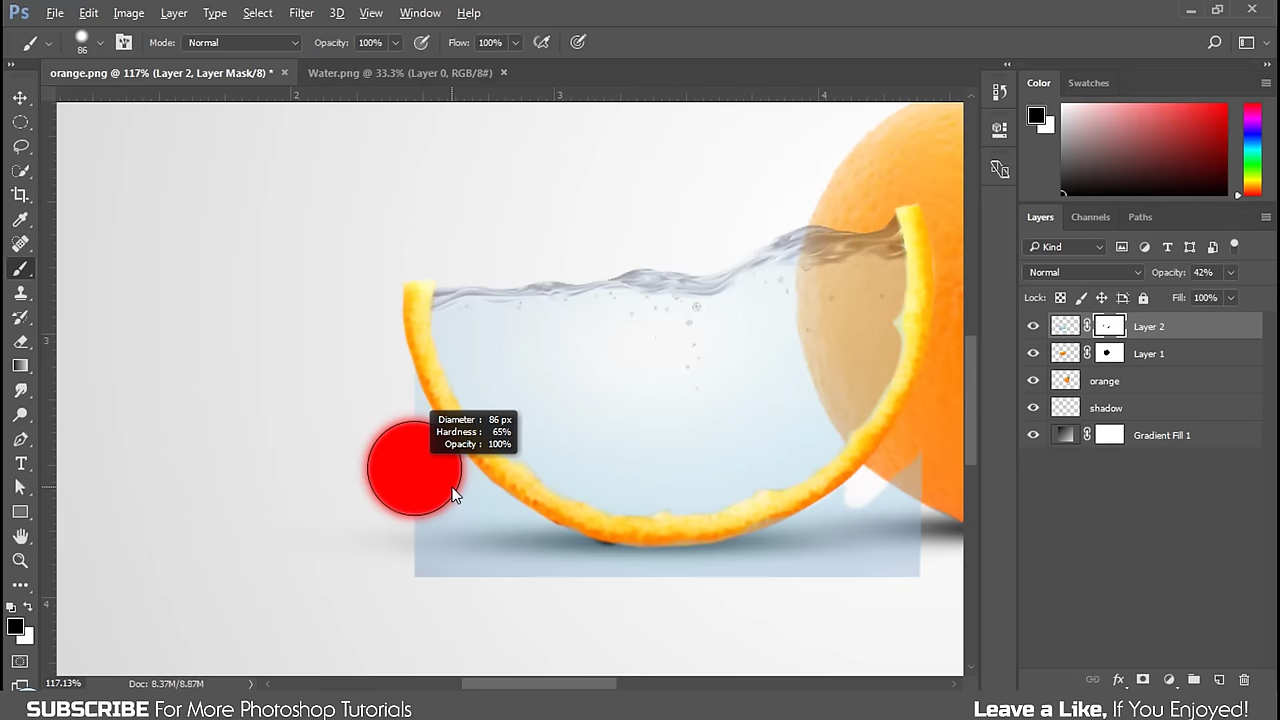 Ps File Edit Image Layer Type Select Filter 3D View Window Help
86 Mode: Normal Opacity: 100% Flow: 100%
orange.png @ 117% (Layer 2, Layer Mask/8) * × Water.png @ 33.3% (Layer 0, RGB/8#) ×
2 3 4
3
4
Diameter : 86 px
Hardness : 65%
Opacity : 100%
Color Swatches
Layers Channels Paths
Kind
Normal Opacity: 42%
Lock: Fill: 100%
Layer 2
Layer 1
orange
shadow
Gradient Fill 1
117.13% Doc: 8.37M/8.87M
SUBSCRIBE For More Photoshop Tutorials
Leave a Like, If You Enjoyed!